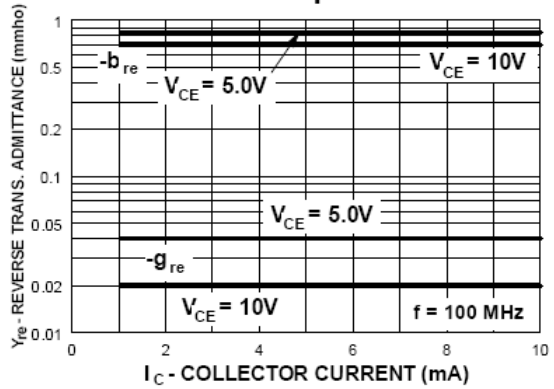 Y re - REVERSE TRANS. ADMITTANCE (mmho)
1
0.5
0.2
0.1
0.05
0.02
0.01
-b re
V CE = 5.0V
V CE = 10V
V CE = 5.0V
-g re
V CE = 10V
f = 100 MHz
0 2 4 6 8 10
I C - COLLECTOR CURRENT (mA)